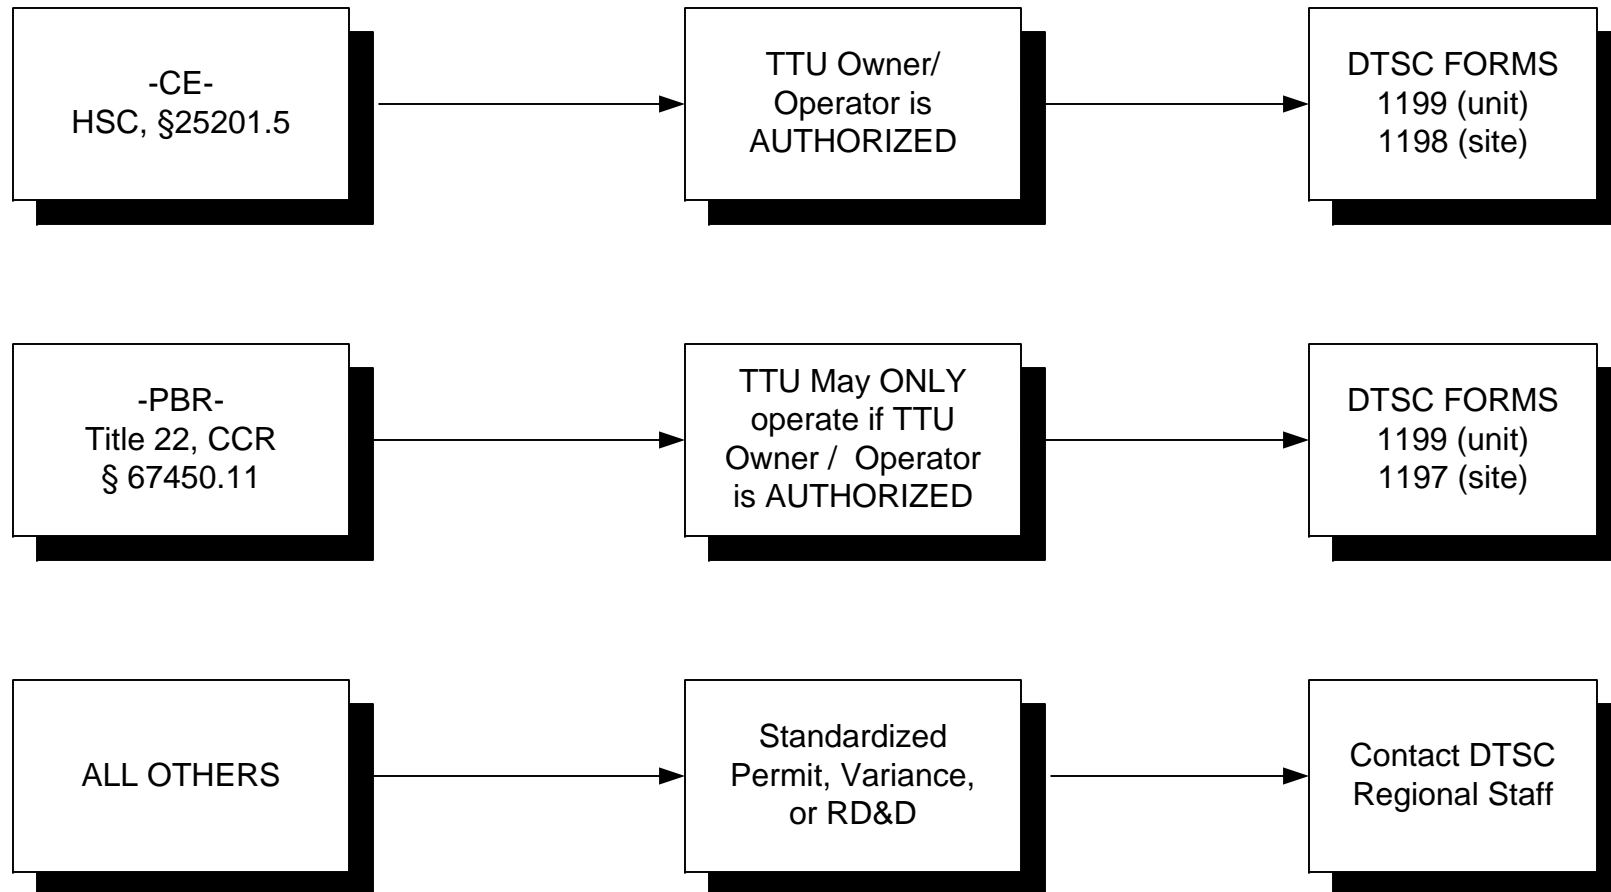 -CE-
HSC, §25201.5
TTU Owner/
Operator is
AUTHORIZED
DTSC FORMS
1199 (unit)
1198 (site)
-PBR-
Title 22, CCR
§ 67450.11
TTU May ONLY
operate if TTU
Owner / Operator
is AUTHORIZED
DTSC FORMS
1199 (unit)
1197 (site)
ALL OTHERS
Standardized
Permit, Variance,
or RD&D
Contact DTSC
Regional Staff